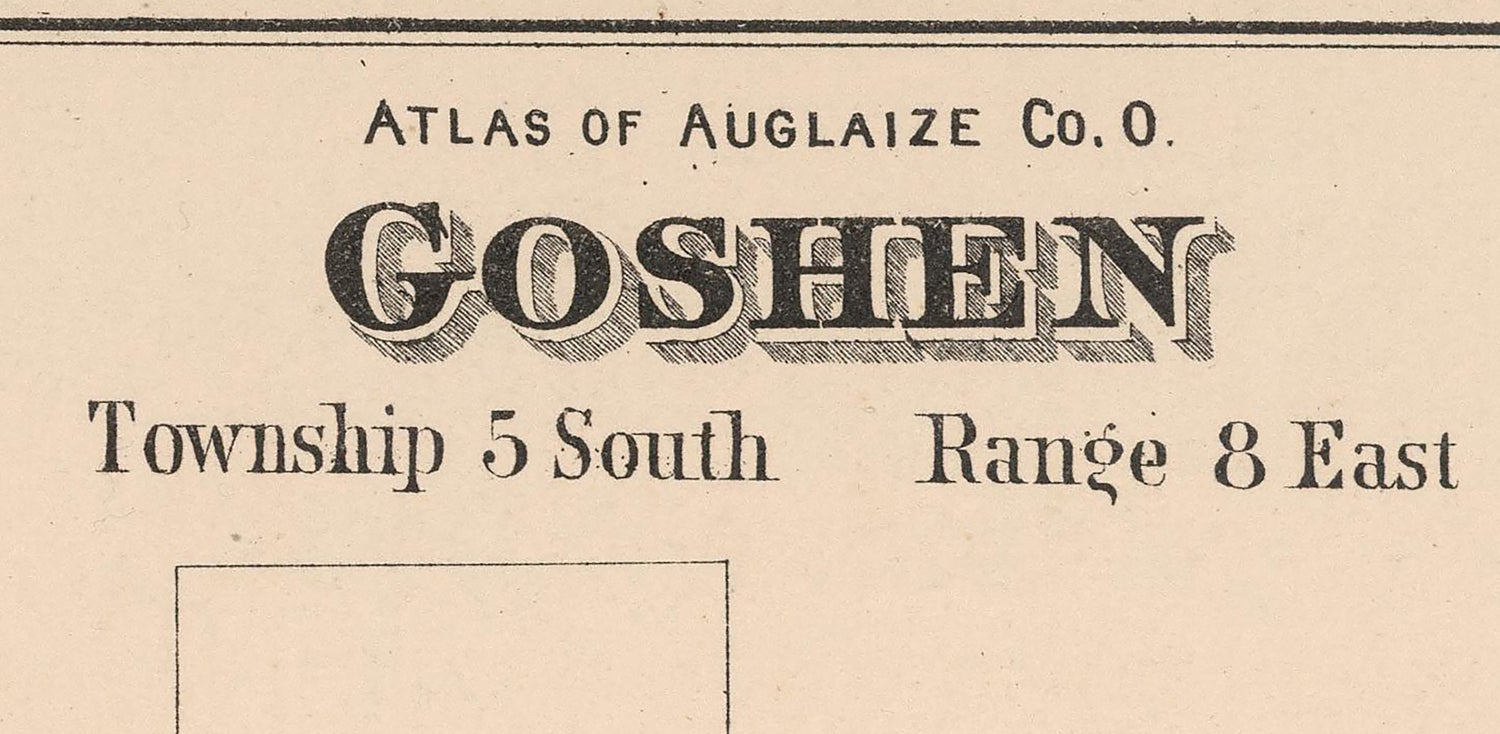 ATLAS OF AUGLAIZE CO. O.
GOSHEN
Township 5 South Range 8 East